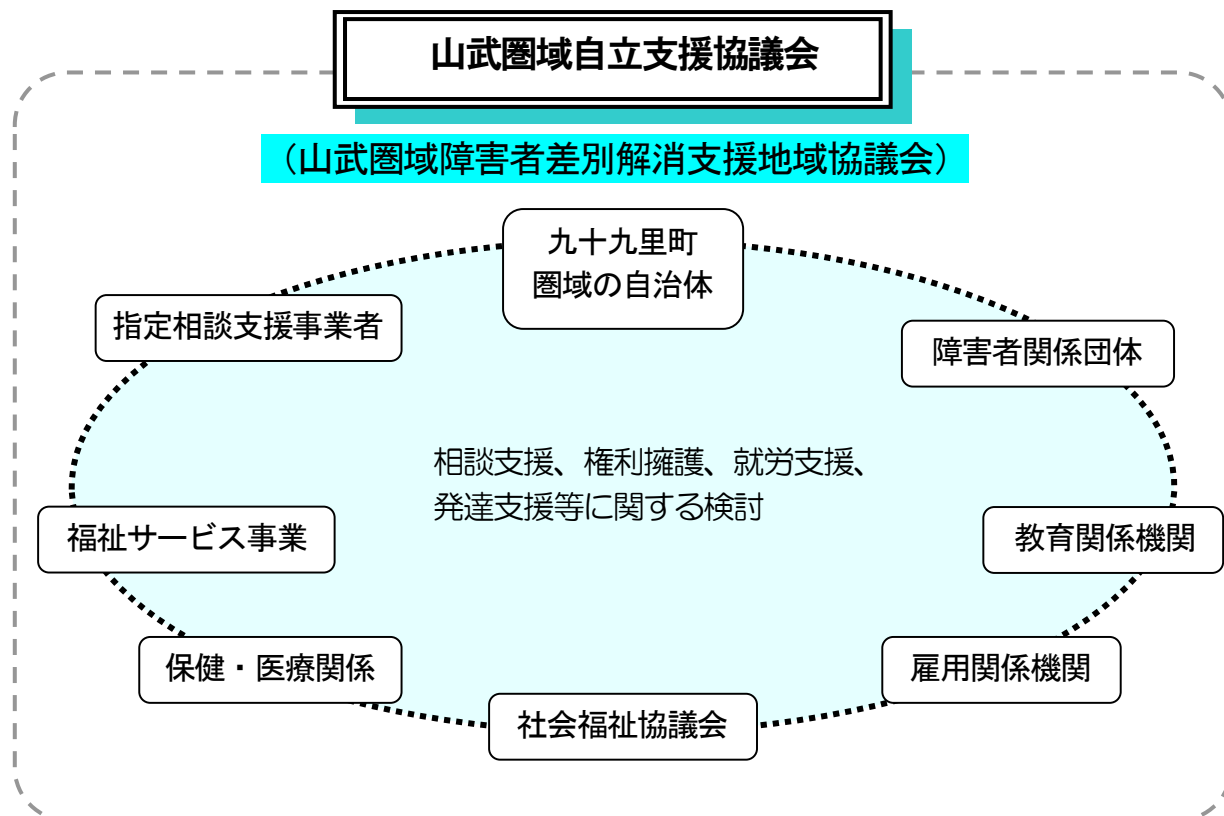 山武圏域自立支援協議会
（山武圏域障害者差別解消支援地域協議会）
九十九里町
圏域の自治体
指定相談支援事業者
障害者関係団体
相談支援、権利擁護、就労支援、
発達支援等に関する検討
福祉サービス事業
教育関係機関
保健・医療関係
雇用関係機関
社会福祉協議会